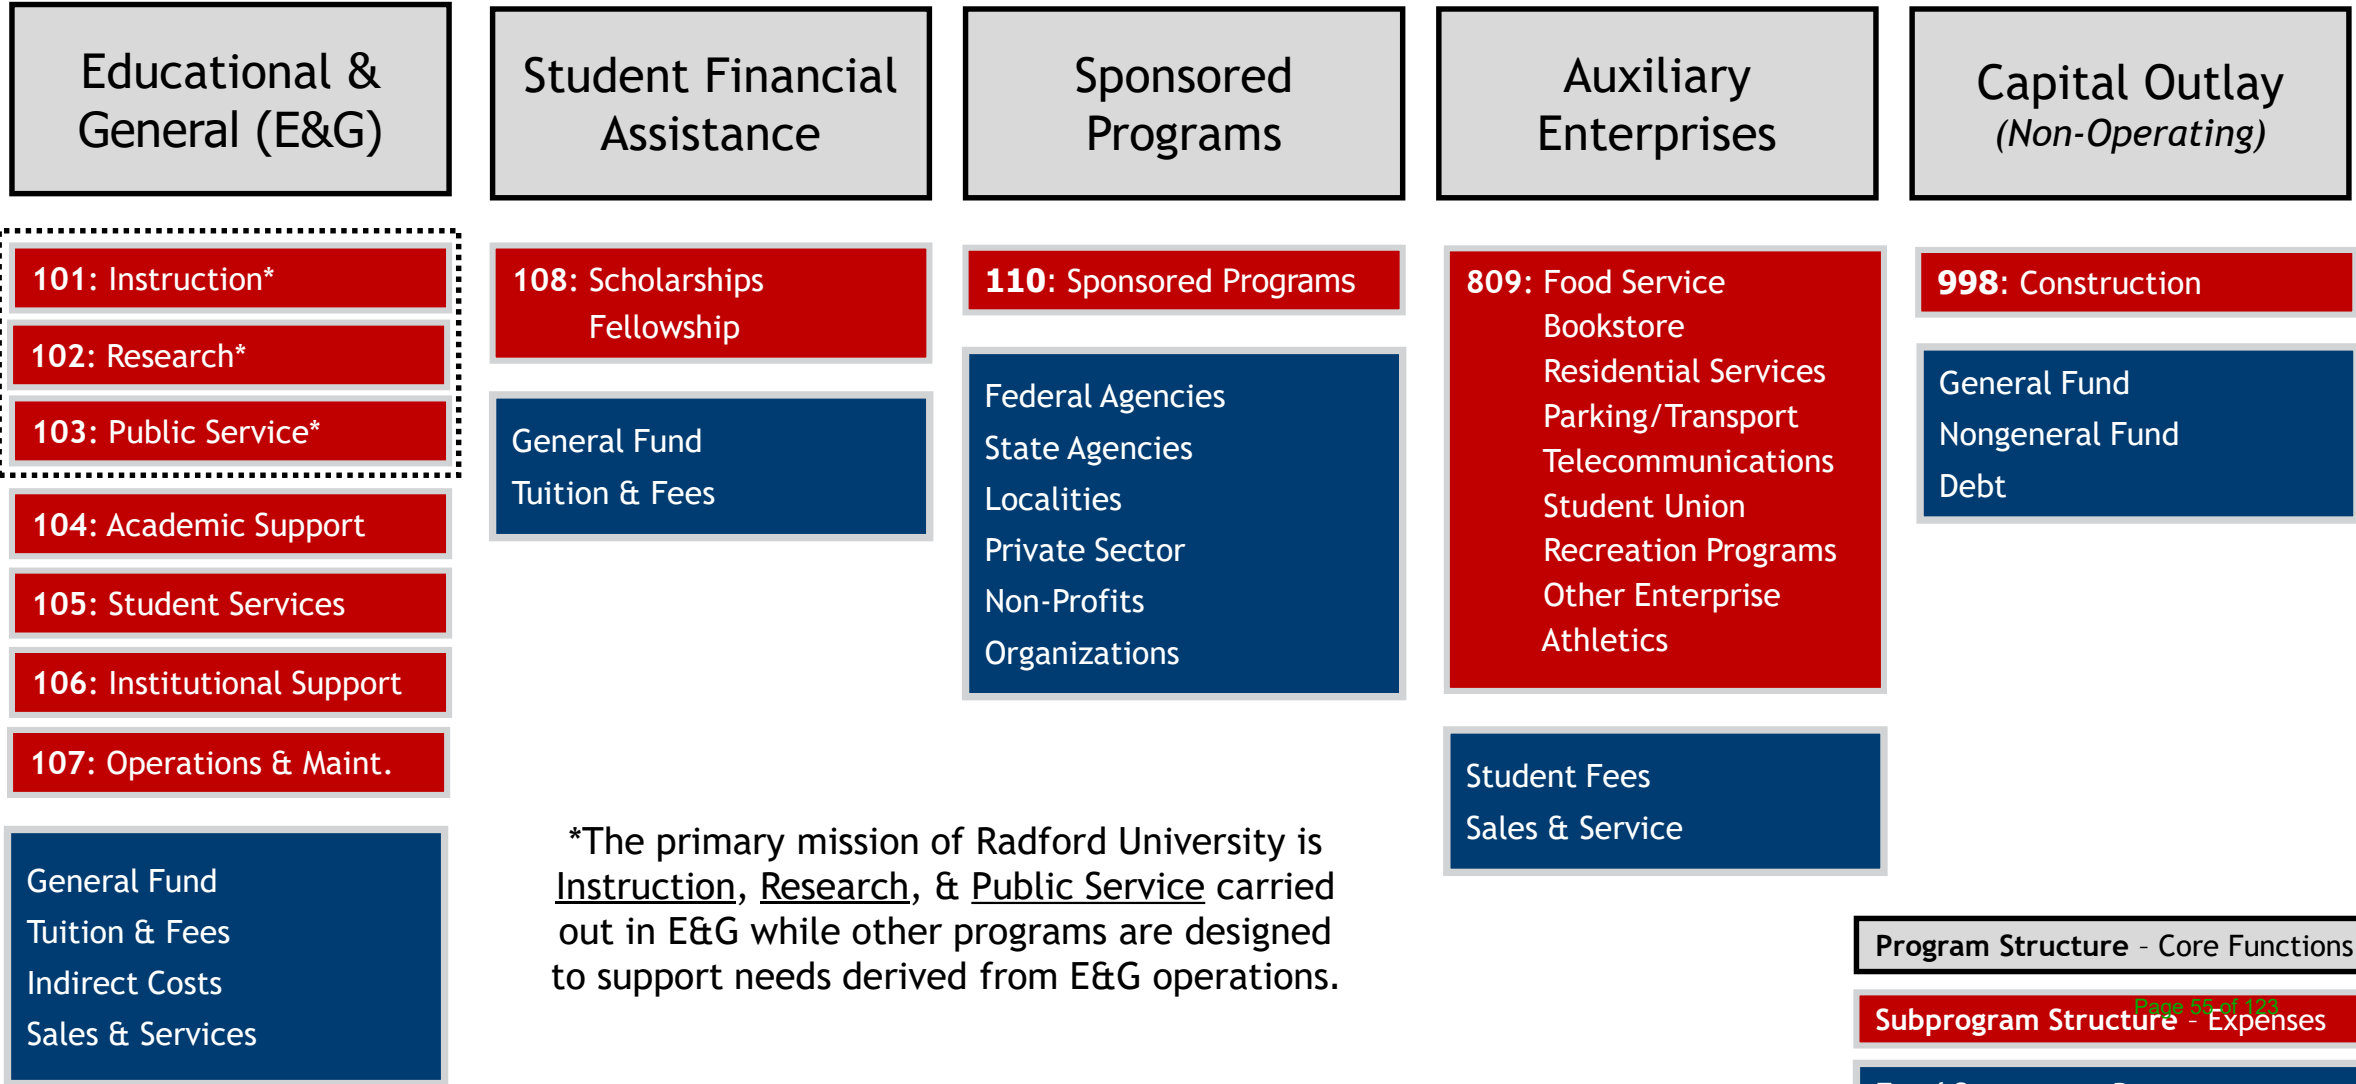 Educational &
General (E&G)
Student Financial
Assistance
Sponsored
Programs
Auxiliary
Enterprises
Capital Outlay
(Non-Operating)
101: Instruction*
102: Research*
103: Public Service*
104: Academic Support
105: Student Services
106: Institutional Support
107: Operations & Maint.
General Fund
Tuition & Fees
Indirect Costs
Sales & Services
108: Scholarships
Fellowship
General Fund
Tuition & Fees
110: Sponsored Programs
Federal Agencies
State Agencies
Localities
Private Sector
Non-Profits
Organizations
809: Food Service
Bookstore
Residential Services
Parking/Transport
Telecommunications
Student Union
Recreation Programs
Other Enterprise
Athletics
Student Fees
Sales & Service
998: Construction
General Fund
Nongeneral Fund
Debt
*The primary mission of Radford University is
Instruction, Research, & Public Service carried
out in E&G while other programs are designed
to support needs derived from E&G operations.
Program Structure – Core Functions
Page 55 of 123
Subprogram Structure – Expenses